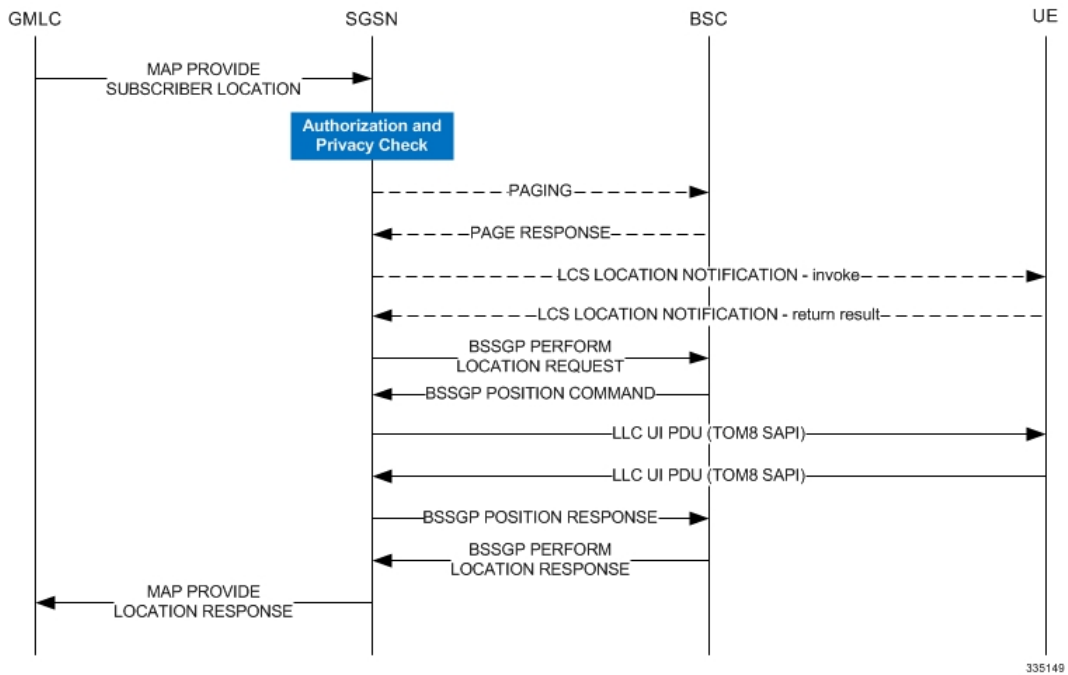 GMLC
SGSN
BSC
UE
MAP PROVIDE
SUBSCRIBER LOCATION
Authorization and
Privacy Check
PAGING
PAGE RESPONSE
LCS LOCATION NOTIFICATION - invoke
LCS LOCATION NOTIFICATION - return result
BSSGP PERFORM
LOCATION REQUEST
BSSGP POSITION COMMAND
LLC UI PDU (TOM8 SAPI)
LLC UI PDU (TOM8 SAPI)
BSSGP POSITION RESPONSE
BSSGP PERFORM
LOCATION RESPONSE
MAP PROVIDE
LOCATION RESPONSE
335149